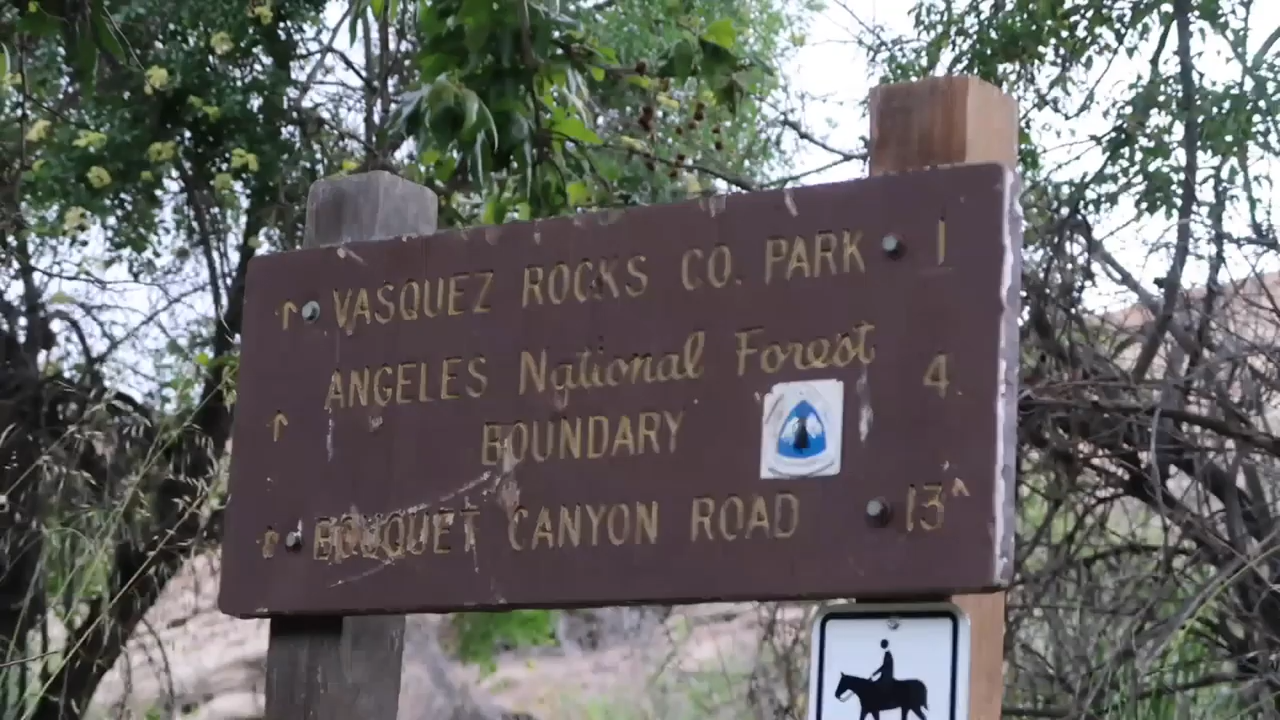 ↑ VASQUEZ ROCKS CO. PARK 1
ANGELES National Forest 4
↑ BOUNDARY
↑ BOUQUET CANYON ROAD 13^